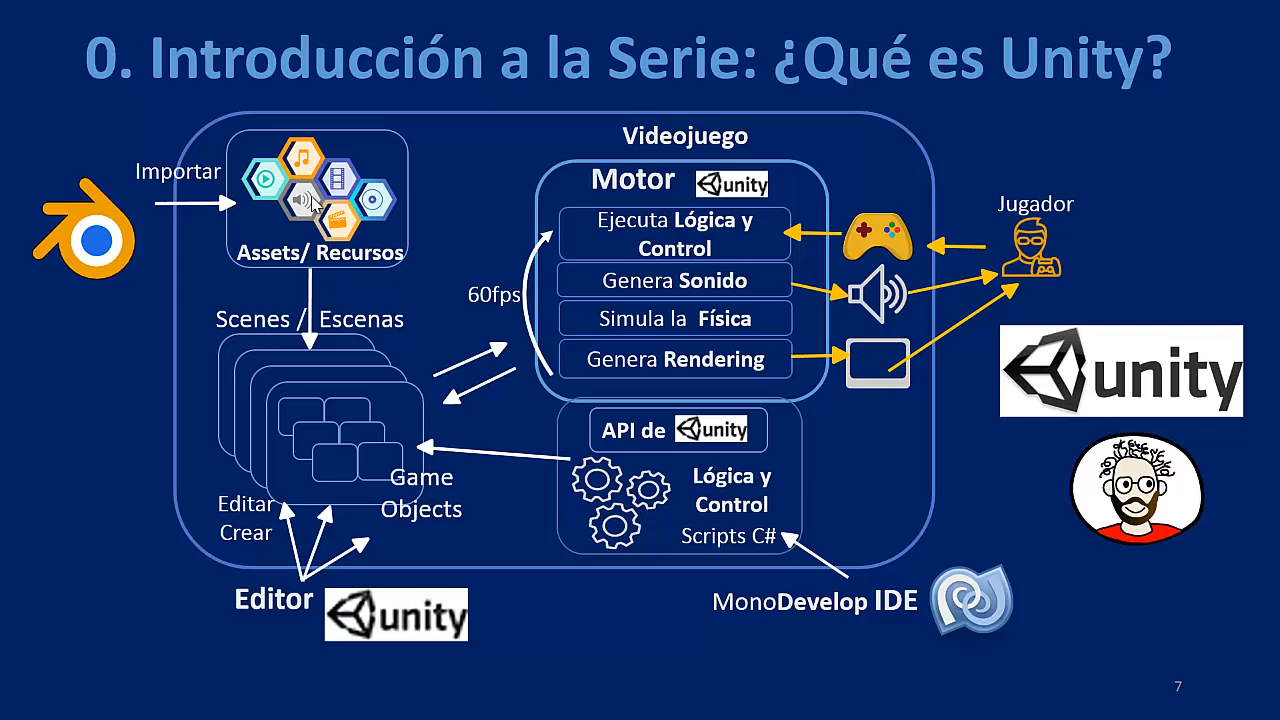 0. Introducción a la Serie: ¿Qué es Unity?
Videojuego
Importar
Assets/ Recursos
Motor unity
Ejecuta Lógica y
Control
Genera Sonido
Simula la Física
Genera Rendering
60fps
Jugador
Scenes / Escenas
unity
API de unity
Game
Objects
Lógica y
Control
Scripts C#
Editar
Crear
Editor unity
MonoDevelop IDE
7